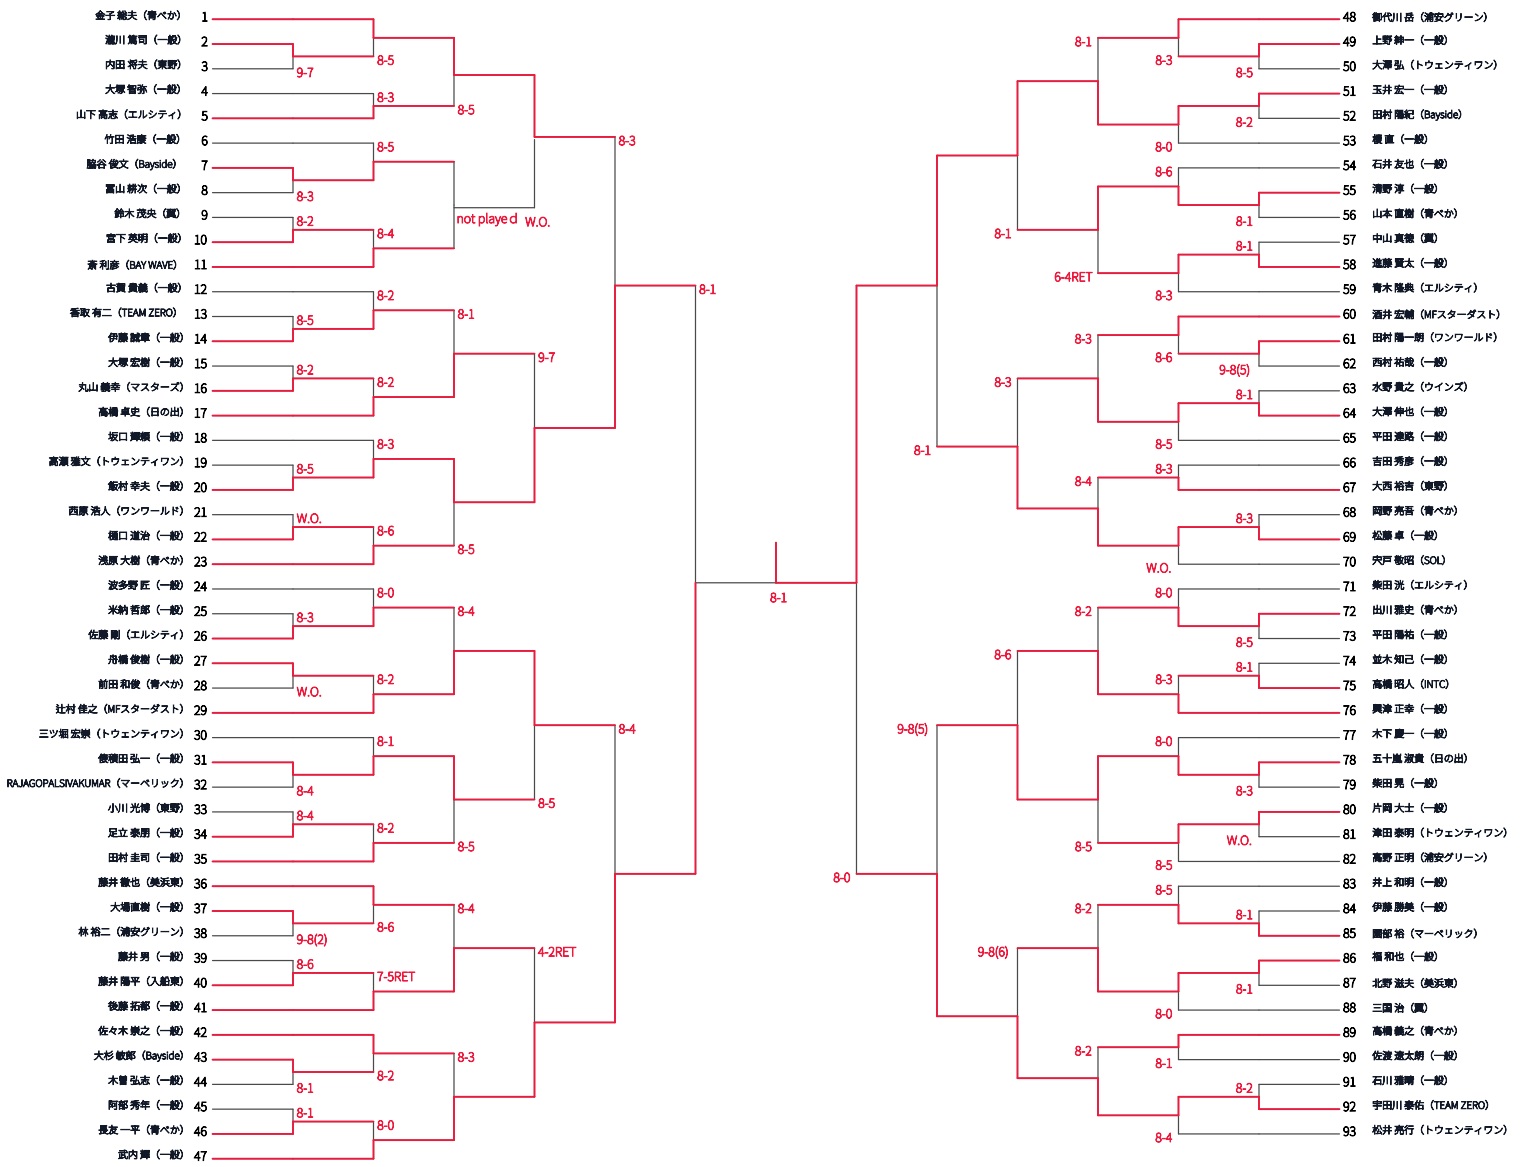 金子 総夫（青べか） 1
瀧川 篤司（一般） 2
内田 将夫（東野） 3
大塚 智弥（一般） 4
山下 高志（エルシティ） 5
竹田 浩康（一般） 6
脇谷 俊文（Bayside） 7
冨山 耕次（一般） 8
鈴木 茂央（翼） 9
宮下 英明（一般） 10
斎 利彦（BAY WAVE） 11
古賀 貴義（一般） 12
香取 有二（TEAM ZERO） 13
伊藤 誠章（一般） 14
大塚 宏樹（一般） 15
丸山 義幸（マスターズ） 16
高橋 卓史（日の出） 17
坂口 輝頼（一般） 18
高瀬 雅文（トウェンティワン） 19
飯村 幸夫（一般） 20
西原 浩人（ワンワールド） 21
樋口 道治（一般） 22
浅原 大樹（青べか） 23
波多野 匠（一般） 24
米納 哲郎（一般） 25
佐藤 剛（エルシティ） 26
舟橋 俊樹（一般） 27
前田 和俊（青べか） 28
辻村 佳之（MFスターダスト） 29
三ツ堀 宏崇（トウェンティワン） 30
俵積田 弘一（一般） 31
RAJAGOPALSIVAKUMAR（マーベリック） 32
小川 光博（東野） 33
足立 泰朋（一般） 34
田村 圭司（一般） 35
藤井 徹也（美浜東） 36
大場直樹（一般） 37
林 裕二（浦安グリーン） 38
藤井 男（一般） 39
藤井 陽平（入船東） 40
後藤 拓都（一般） 41
佐々木 崇之（一般） 42
大杉 敏郎（Bayside） 43
木曽 弘志（一般） 44
阿部 秀年（一般） 45
長友 一平（青べか） 46
武内 輝（一般） 47
9-7
8-3
8-2
8-5
8-2
8-5
W.O.
8-3
W.O.
8-4
8-4
9-8(2)
8-6
8-1
8-1
8-5
8-3
8-5
8-4
8-2
8-2
8-3
8-6
8-0
8-2
8-1
8-2
8-6
7-5RET
8-2
8-0
8-5
not played
8-1
8-5
8-4
8-5
8-4
8-3
W.O.
9-7
8-5
4-2RET
8-3
8-4
8-1
8-1
8-1
8-0
8-1
9-8(5)
8-1
8-3
8-6
9-8(6)
8-1
6-4RET
8-3
8-4
8-2
8-5
8-2
8-2
8-3
8-0
8-6
8-3
8-6
8-5
8-3
W.O.
8-0
8-3
8-0
8-5
8-5
8-0
8-1
8-4
8-5
8-2
8-1
8-1
9-8(5)
8-1
8-3
8-5
8-1
8-3
W.O.
8-1
8-1
8-2
48 御代川 岳（浦安グリーン）
49 上野 紳一（一般）
50 大澤 弘（トウェンティワン）
51 玉井 宏一（一般）
52 田村 陽紀（Bayside）
53 榎 直（一般）
54 石井 友也（一般）
55 清野 淳（一般）
56 山本 直樹（青べか）
57 中山 真徳（翼）
58 進藤 賢太（一般）
59 青木 隆典（エルシティ）
60 酒井 宏輔（MFスターダスト）
61 田村 陽一朗（ワンワールド）
62 西村 祐哉（一般）
63 水野 貴之（ウインズ）
64 大澤 伸也（一般）
65 平田 達路（一般）
66 吉田 秀彦（一般）
67 大西 裕吉（東野）
68 岡野 亮吾（青べか）
69 松藤 卓（一般）
70 宍戸 敬昭（SOL）
71 柴田 洸（エルシティ）
72 出川 雅史（青べか）
73 平田 陽祐（一般）
74 並木 知己（一般）
75 高橋 昭人（INTC）
76 興津 正幸（一般）
77 木下 慶一（一般）
78 五十嵐 淑貴（日の出）
79 柴田 晃（一般）
80 片岡 大士（一般）
81 津田 泰明（トウェンティワン）
82 高野 正明（浦安グリーン）
83 井上 和明（一般）
84 伊藤 勝美（一般）
85 園部 裕（マーベリック）
86 福 和也（一般）
87 北野 滋夫（美浜東）
88 三国 治（翼）
89 高橋 義之（青べか）
90 佐渡 遼太朗（一般）
91 石川 雅晴（一般）
92 宇田川 泰佑（TEAM ZERO）
93 松井 亮行（トウェンティワン）